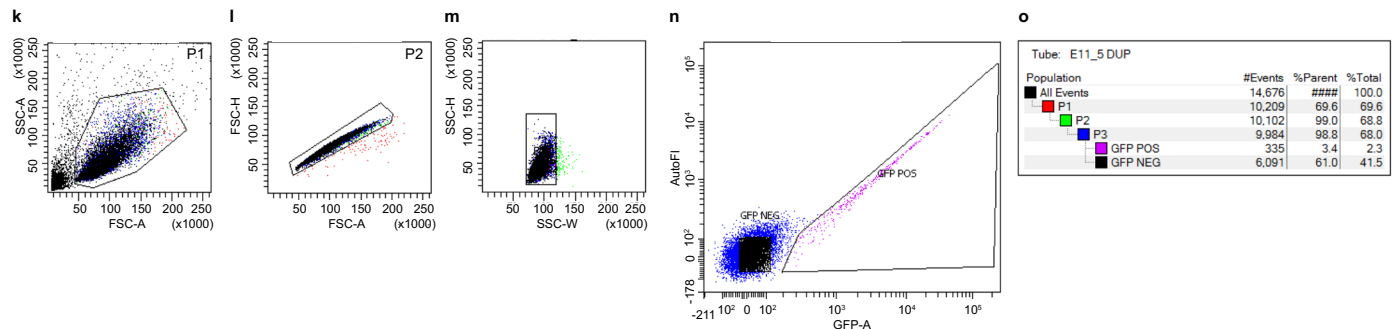 k
P1
SSC-A (x1000)
250
200
150
100
50
50 100 150 200 250
FSC-A (x1000)
l
P2
FSC-H (x1000)
250
200
150
100
50
50 100 150 200 250
FSC-A (x1000)
m
SSC-H (x1000)
250
200
150
100
50
50 100 150 200 250
SSC-W (x1000)
n
AutoFl
10⁵
10⁴
10³
10²
0
-178
GFP NEG
GFP POS
-211 10² 0 10² 10³ 10⁴ 10⁵
GFP-A
o
Tube: E11_5 DUP
Population #Events %Parent %Total
All Events 14,676 #### 100.0
P1 10,209 69.6 69.6
P2 10,102 99.0 68.8
P3 9,984 98.8 68.0
GFP POS 335 3.4 2.3
GFP NEG 6,091 61.0 41.5